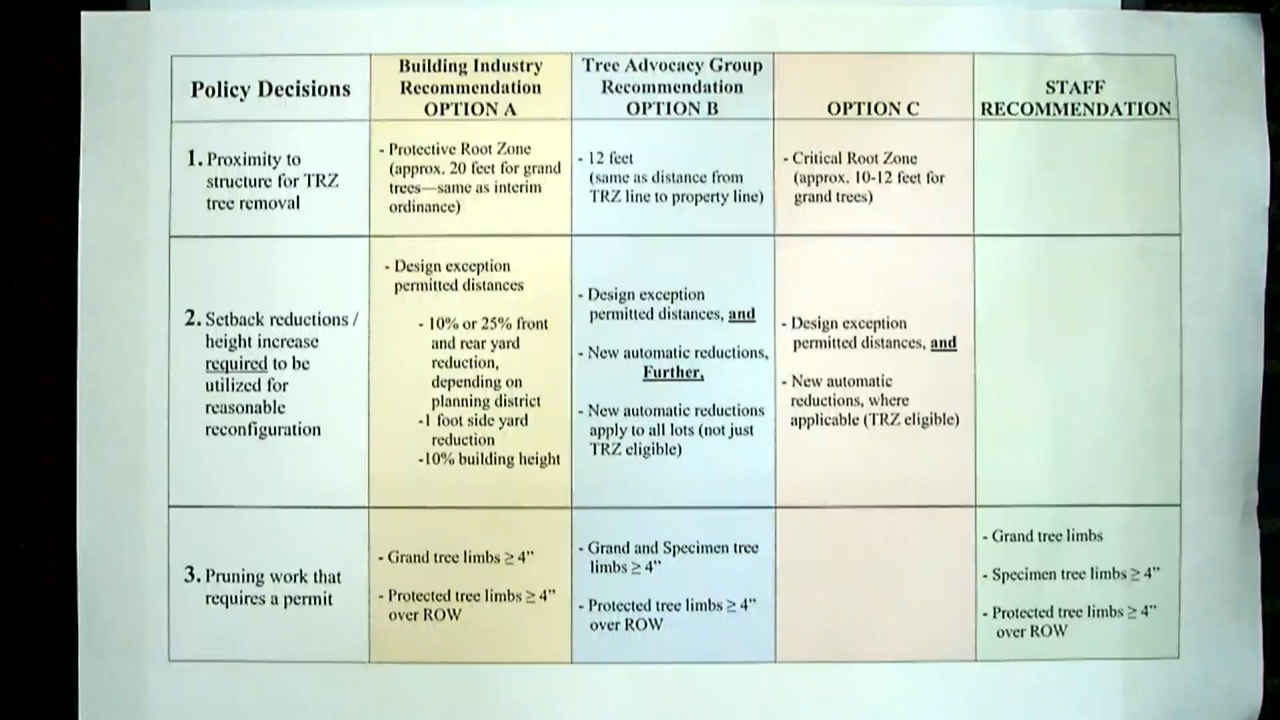 Policy Decisions
Building Industry
Recommendation
OPTION A
Tree Advocacy Group
Recommendation
OPTION B
OPTION C
STAFF
RECOMMENDATION
1. Proximity to
structure for TRZ
tree removal
- Protective Root Zone
(approx. 20 feet for grand
trees—same as interim
ordinance)
- 12 feet
(same as distance from
TRZ line to property line)
- Critical Root Zone
(approx. 10-12 feet for
grand trees)
2. Setback reductions /
height increase
required to be
utilized for
reasonable
reconfiguration
- Design exception
permitted distances
- 10% or 25% front
and rear yard
reduction,
depending on
planning district
-1 foot side yard
reduction
-10% building height
- Design exception
permitted distances, and
- New automatic reductions,
Further,
- New automatic reductions
apply to all lots (not just
TRZ eligible)
- Design exception
permitted distances, and
- New automatic
reductions, where
applicable (TRZ eligible)
3. Pruning work that
requires a permit
- Grand tree limbs ≥ 4"
- Protected tree limbs ≥ 4"
over ROW
- Grand and Specimen tree
limbs ≥ 4"
- Protected tree limbs ≥ 4"
over ROW
- Grand tree limbs
- Specimen tree limbs ≥ 4"
- Protected tree limbs ≥ 4"
over ROW